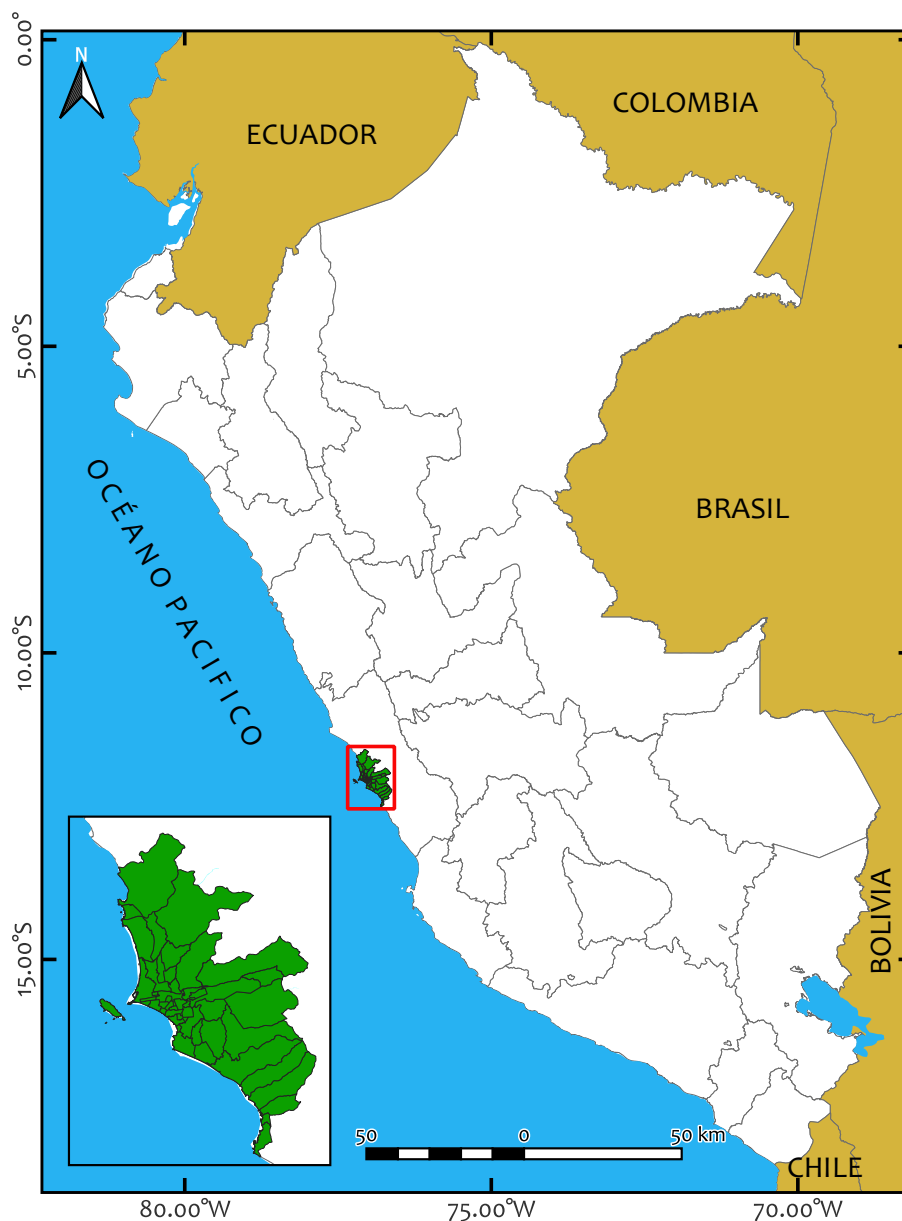 0.00°
N
COLOMBIA
ECUADOR
5.00°S
BRASIL
OCÉANO PACIFICO
10.00°S
BOLIVIA
15.00°S
50 0 50 km
CHILE
80.00°W 75.00°W 70.00°W